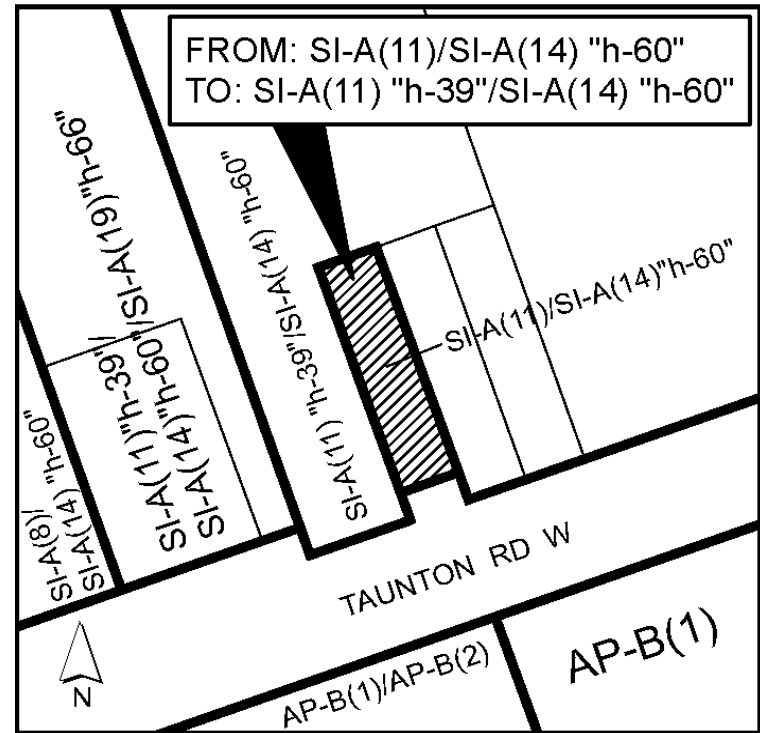 FROM: SI-A(11)/SI-A(14) "h-60"
TO: SI-A(11) "h-39"/SI-A(14) "h-60"
SI-A(8)/
SI-A(14) "h-60"
SI-A(11)"h-39"/
SI-A(14)"h-60"/SI-A(19)"h-66"
SI-A(11) "h-39"/SI-A(14) "h-60"
SI-A(11)/SI-A(14)"h-60"
TAUNTON RD W
N
AP-B(1)/AP-B(2)
AP-B(1)